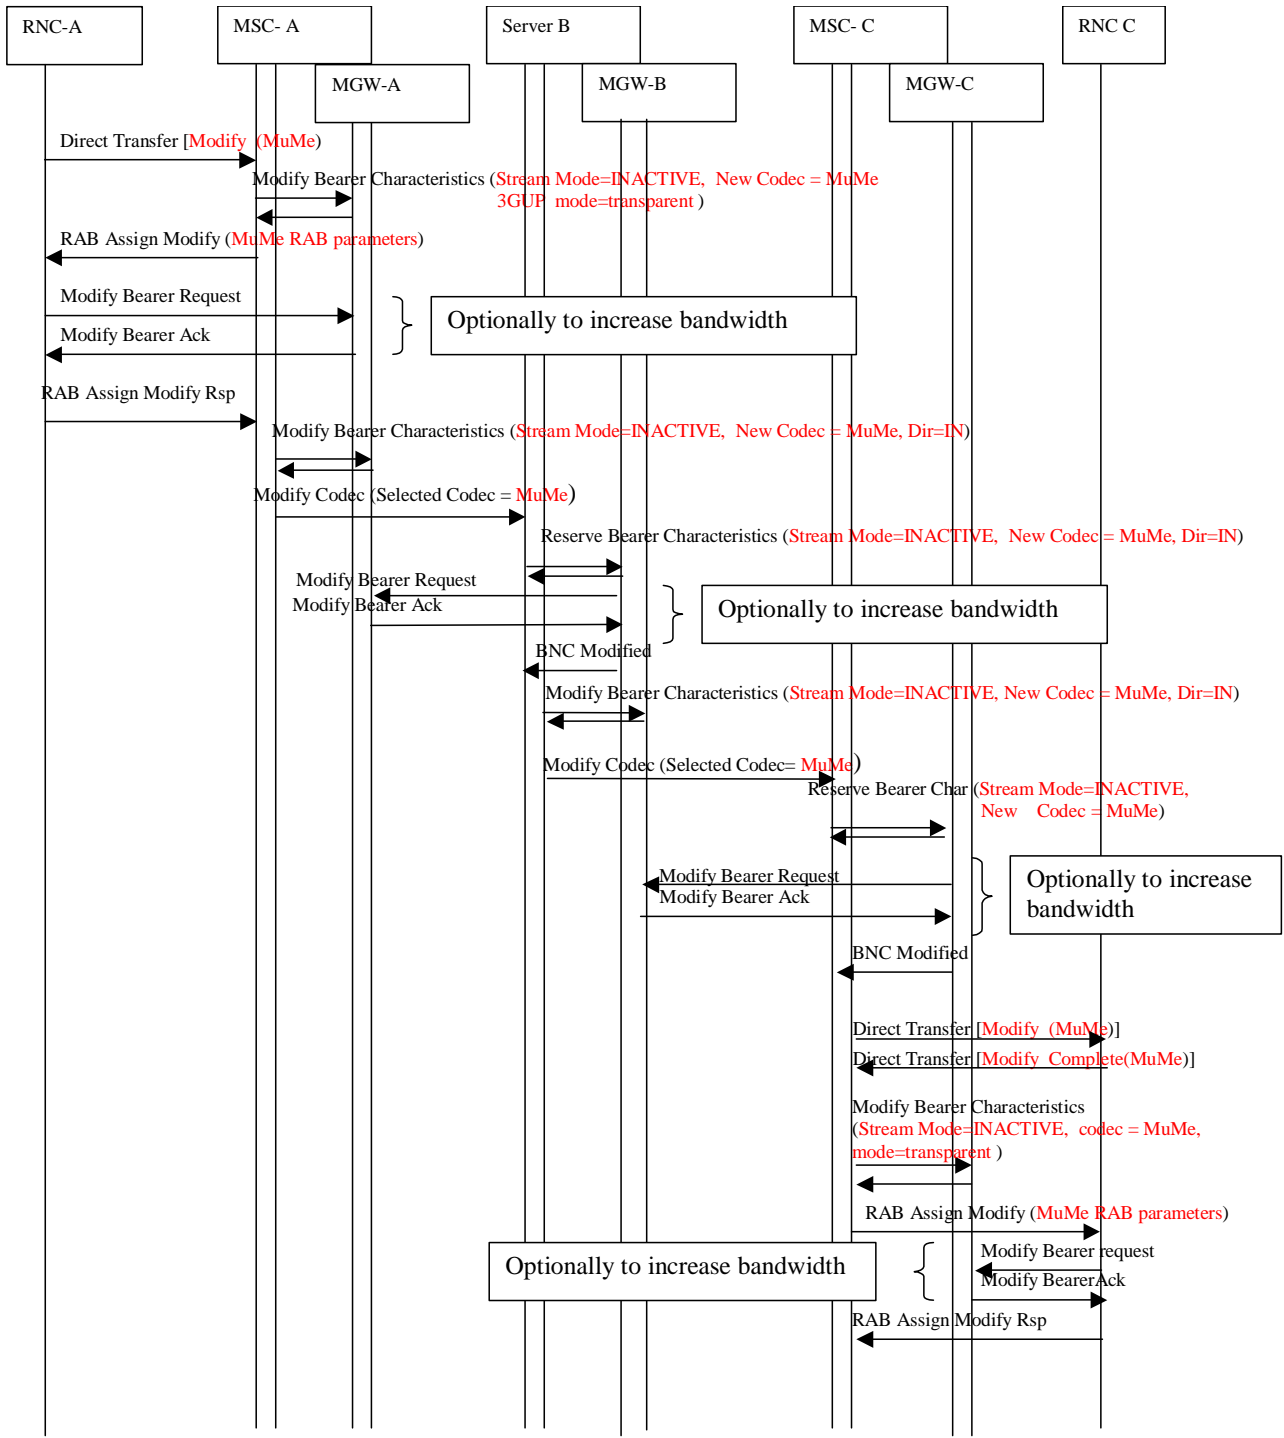 RNC-A
MSC- A
Server B
MSC- C
RNC C
MGW-A
MGW-B
MGW-C
Direct Transfer [Modify (MuMe)
Modify Bearer Characteristics (Stream Mode=INACTIVE, New Codec = MuMe
3GUP mode=transparent )
RAB Assign Modify (MuMe RAB parameters)
Modify Bearer Request
Optionally to increase bandwidth
Modify Bearer Ack
RAB Assign Modify Rsp
Modify Bearer Characteristics (Stream Mode=INACTIVE, New Codec = MuMe, Dir=IN)
Modify Codec (Selected Codec = MuMe)
Reserve Bearer Characteristics (Stream Mode=INACTIVE, New Codec = MuMe, Dir=IN)
Modify Bearer Request
Modify Bearer Ack
Optionally to increase bandwidth
BNC Modified
Modify Bearer Characteristics (Stream Mode=INACTIVE, New Codec = MuMe, Dir=IN)
Modify Codec (Selected Codec= MuMe)
Reserve Bearer Char (Stream Mode=INACTIVE,
New Codec = MuMe)
Modify Bearer Request
Modify Bearer Ack
Optionally to increase
bandwidth
BNC Modified
Direct Transfer [Modify (MuMe)]
Direct Transfer [Modify Complete(MuMe)]
Modify Bearer Characteristics
(Stream Mode=INACTIVE, codec = MuMe,
mode=transparent )
RAB Assign Modify (MuMe RAB parameters)
Optionally to increase bandwidth
Modify Bearer request
Modify BearerAck
RAB Assign Modify Rsp